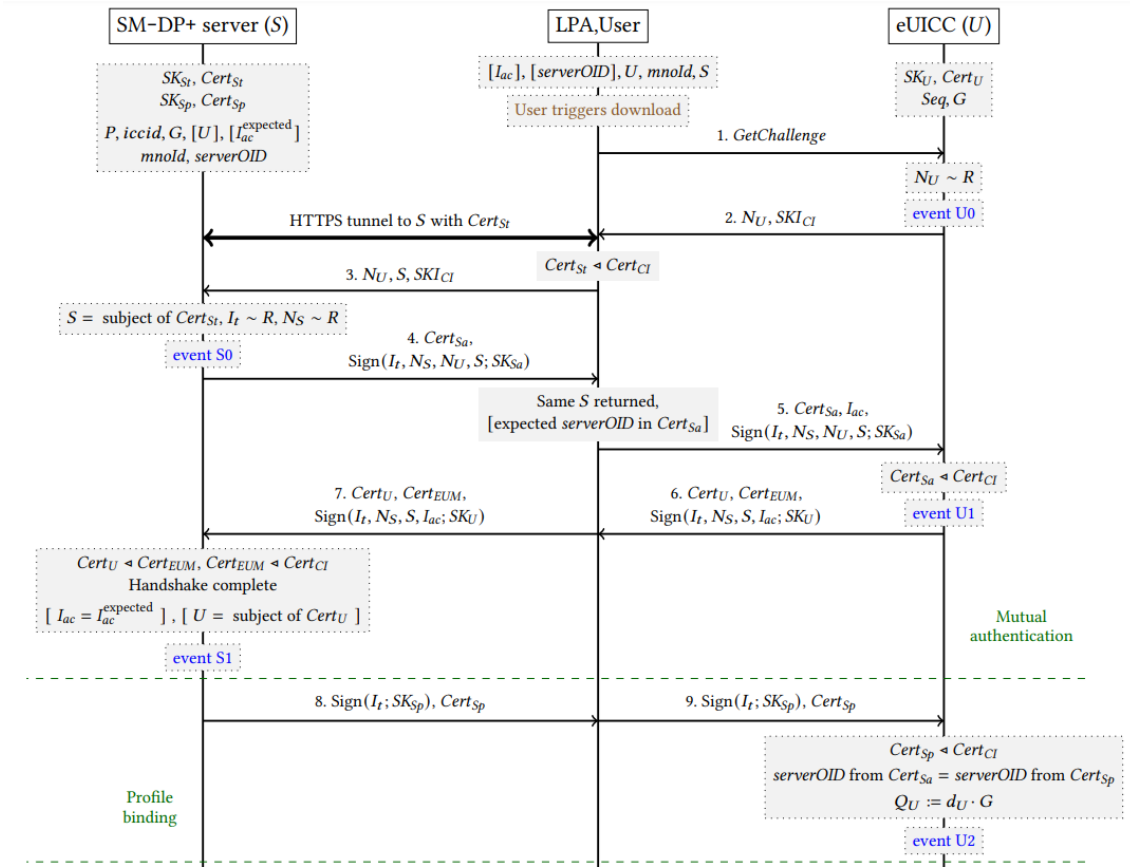 SM-DP+ server (S)
LPA,User
eUICC (U)
SK_St, Cert_St
SK_Sp, Cert_Sp
P, iccid, G, [U], [I_ac^expected]
mnoId, serverOID
[I_ac], [serverOID], U, mnoId, S
User triggers download
SK_U, Cert_U
Seq, G
1. GetChallenge
N_U ∼ R
event U0
HTTPS tunnel to S with Cert_St
2. N_U, SKI_CI
Cert_St ◂ Cert_CI
3. N_U, S, SKI_CI
S = subject of Cert_St, I_t ∼ R, N_S ∼ R
event S0
4. Cert_Sa,
Sign(I_t, N_S, N_U, S; SK_Sa)
Same S returned,
[expected serverOID in Cert_Sa]
5. Cert_Sa, I_ac,
Sign(I_t, N_S, N_U, S; SK_Sa)
Cert_Sa ◂ Cert_CI
event U1
6. Cert_U, Cert_EUM,
Sign(I_t, N_S, S, I_ac; SK_U)
7. Cert_U, Cert_EUM,
Sign(I_t, N_S, S, I_ac; SK_U)
Cert_U ◂ Cert_EUM, Cert_EUM ◂ Cert_CI
Handshake complete
[ I_ac = I_ac^expected ] , [ U = subject of Cert_U ]
event S1
Mutual
authentication
8. Sign(I_t; SK_Sp), Cert_Sp
9. Sign(I_t; SK_Sp), Cert_Sp
Cert_Sp ◂ Cert_CI
serverOID from Cert_Sa = serverOID from Cert_Sp
Q_U := d_U · G
event U2
Profile
binding